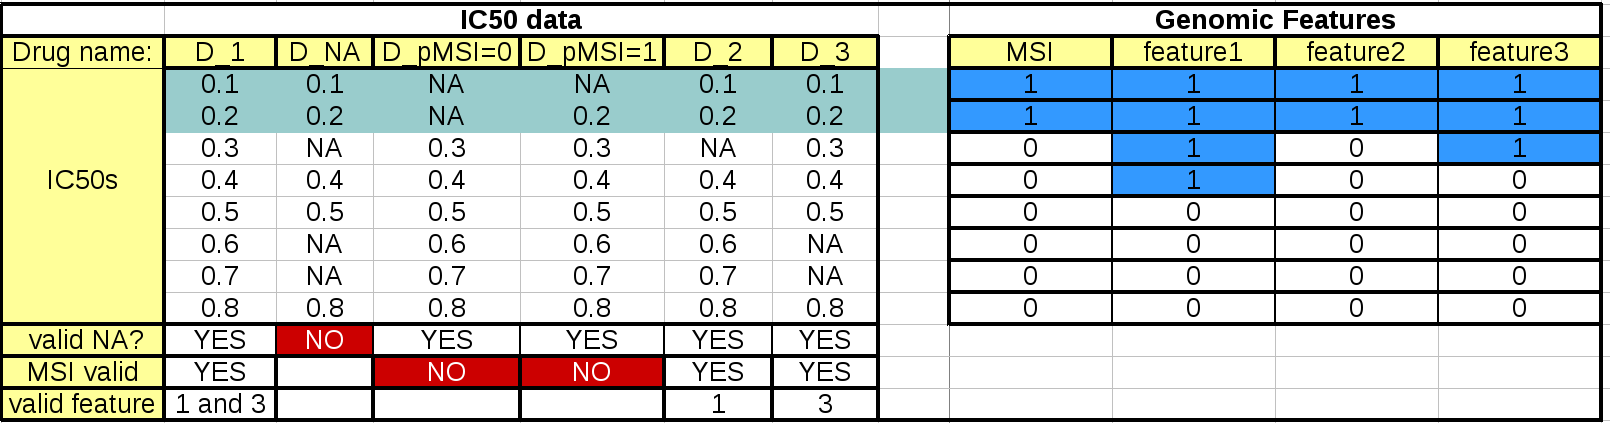 IC50 data Genomic Features
Drug name: D_1 D_NA D_pMSI=0 D_pMSI=1 D_2 D_3 MSI feature1 feature2 feature3
0.1 0.1 NA NA 0.1 0.1 1 1 1 1
0.2 0.2 NA 0.2 0.2 0.2 1 1 1 1
0.3 NA 0.3 0.3 NA 0.3 0 1 0 1
IC50s 0.4 0.4 0.4 0.4 0.4 0.4 0 1 0 0
0.5 0.5 0.5 0.5 0.5 0.5 0 0 0 0
0.6 NA 0.6 0.6 0.6 NA 0 0 0 0
0.7 NA 0.7 0.7 0.7 NA 0 0 0 0
0.8 0.8 0.8 0.8 0.8 0.8 0 0 0 0
valid NA? YES NO YES YES YES YES
MSI valid YES NO NO YES YES
valid feature 1 and 3 1 3